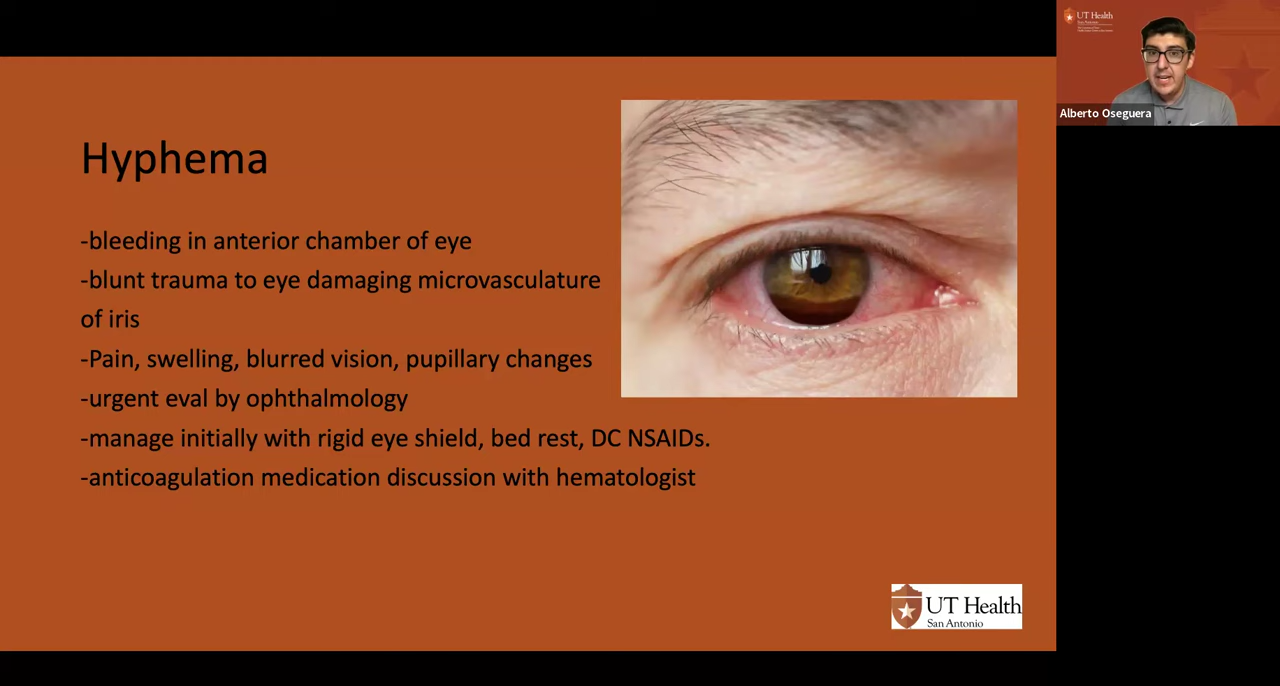 Hyphema
-bleeding in anterior chamber of eye
-blunt trauma to eye damaging microvasculature
of iris
-Pain, swelling, blurred vision, pupillary changes
-urgent eval by ophthalmology
-manage initially with rigid eye shield, bed rest, DC NSAIDs.
-anticoagulation medication discussion with hematologist
UT Health
San Antonio
UT Health
San Antonio
Alberto Oseguera